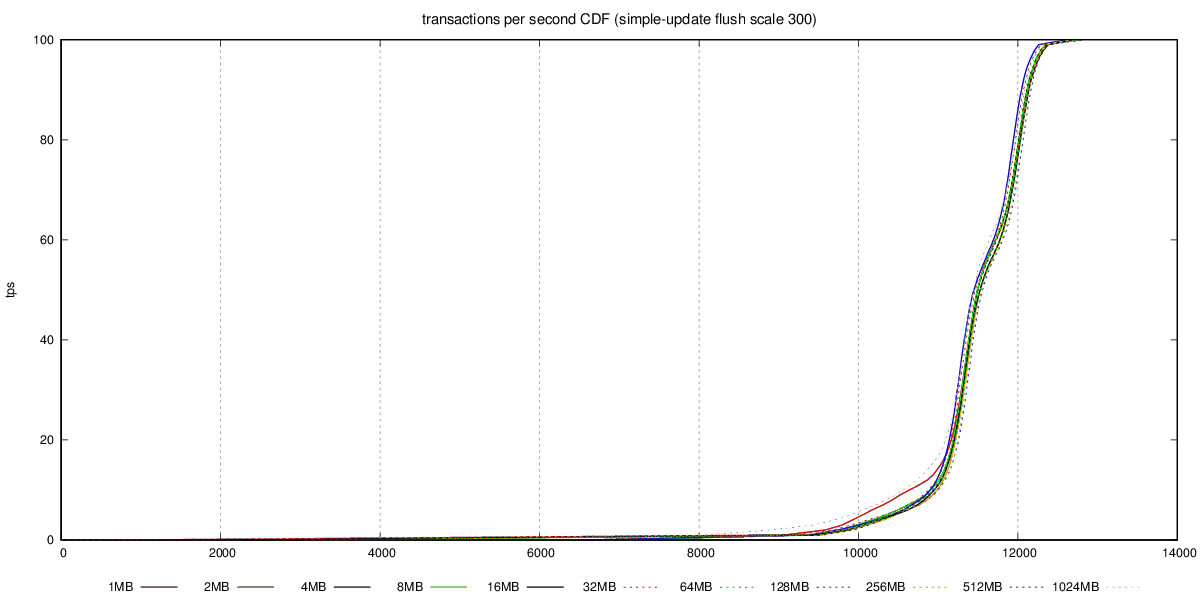 transactions per second CDF (simple-update flush scale 300)
100
80
60
tps
40
20
0
0 2000 4000 6000 8000 10000 12000 14000
1MB 2MB 4MB 8MB 16MB 32MB 64MB 128MB 256MB 512MB 1024MB